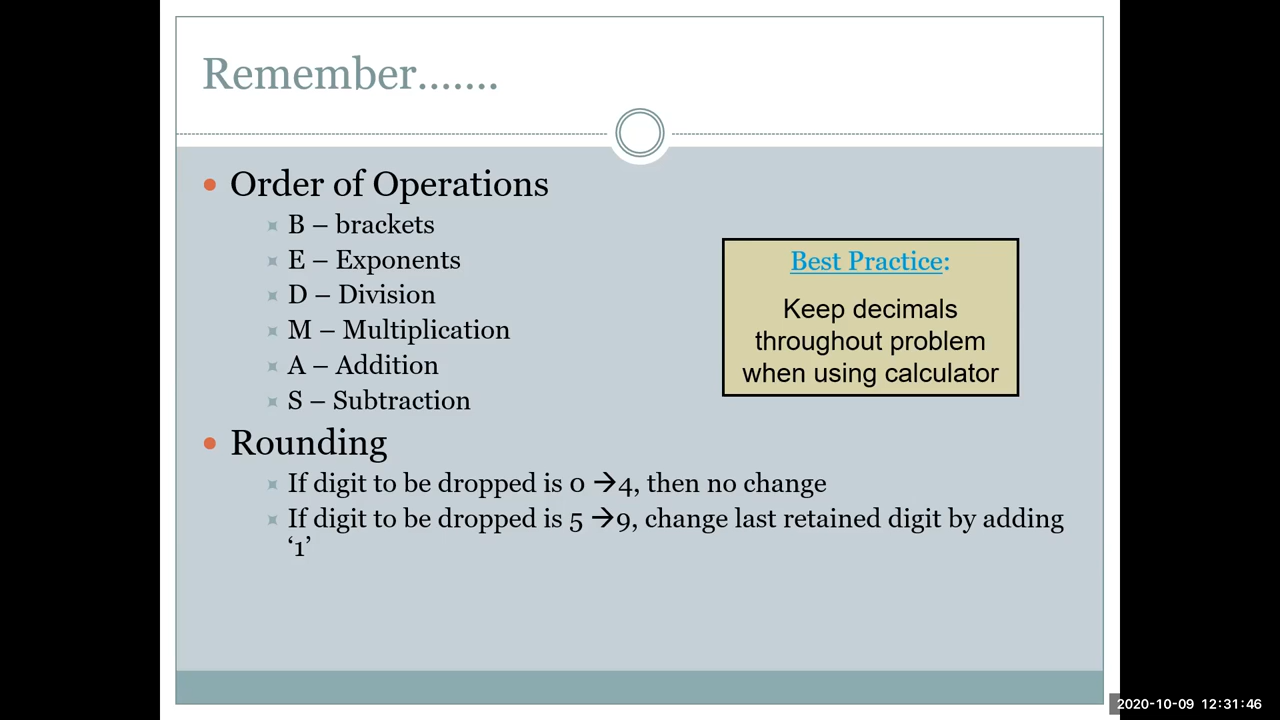 Remember.......
Order of Operations
B – brackets
E – Exponents
D – Division
M – Multiplication
A – Addition
S – Subtraction
Best Practice:
Keep decimals
throughout problem
when using calculator
Rounding
If digit to be dropped is 0 →4, then no change
If digit to be dropped is 5 →9, change last retained digit by adding
‘1’
2020-10-09 12:31:46